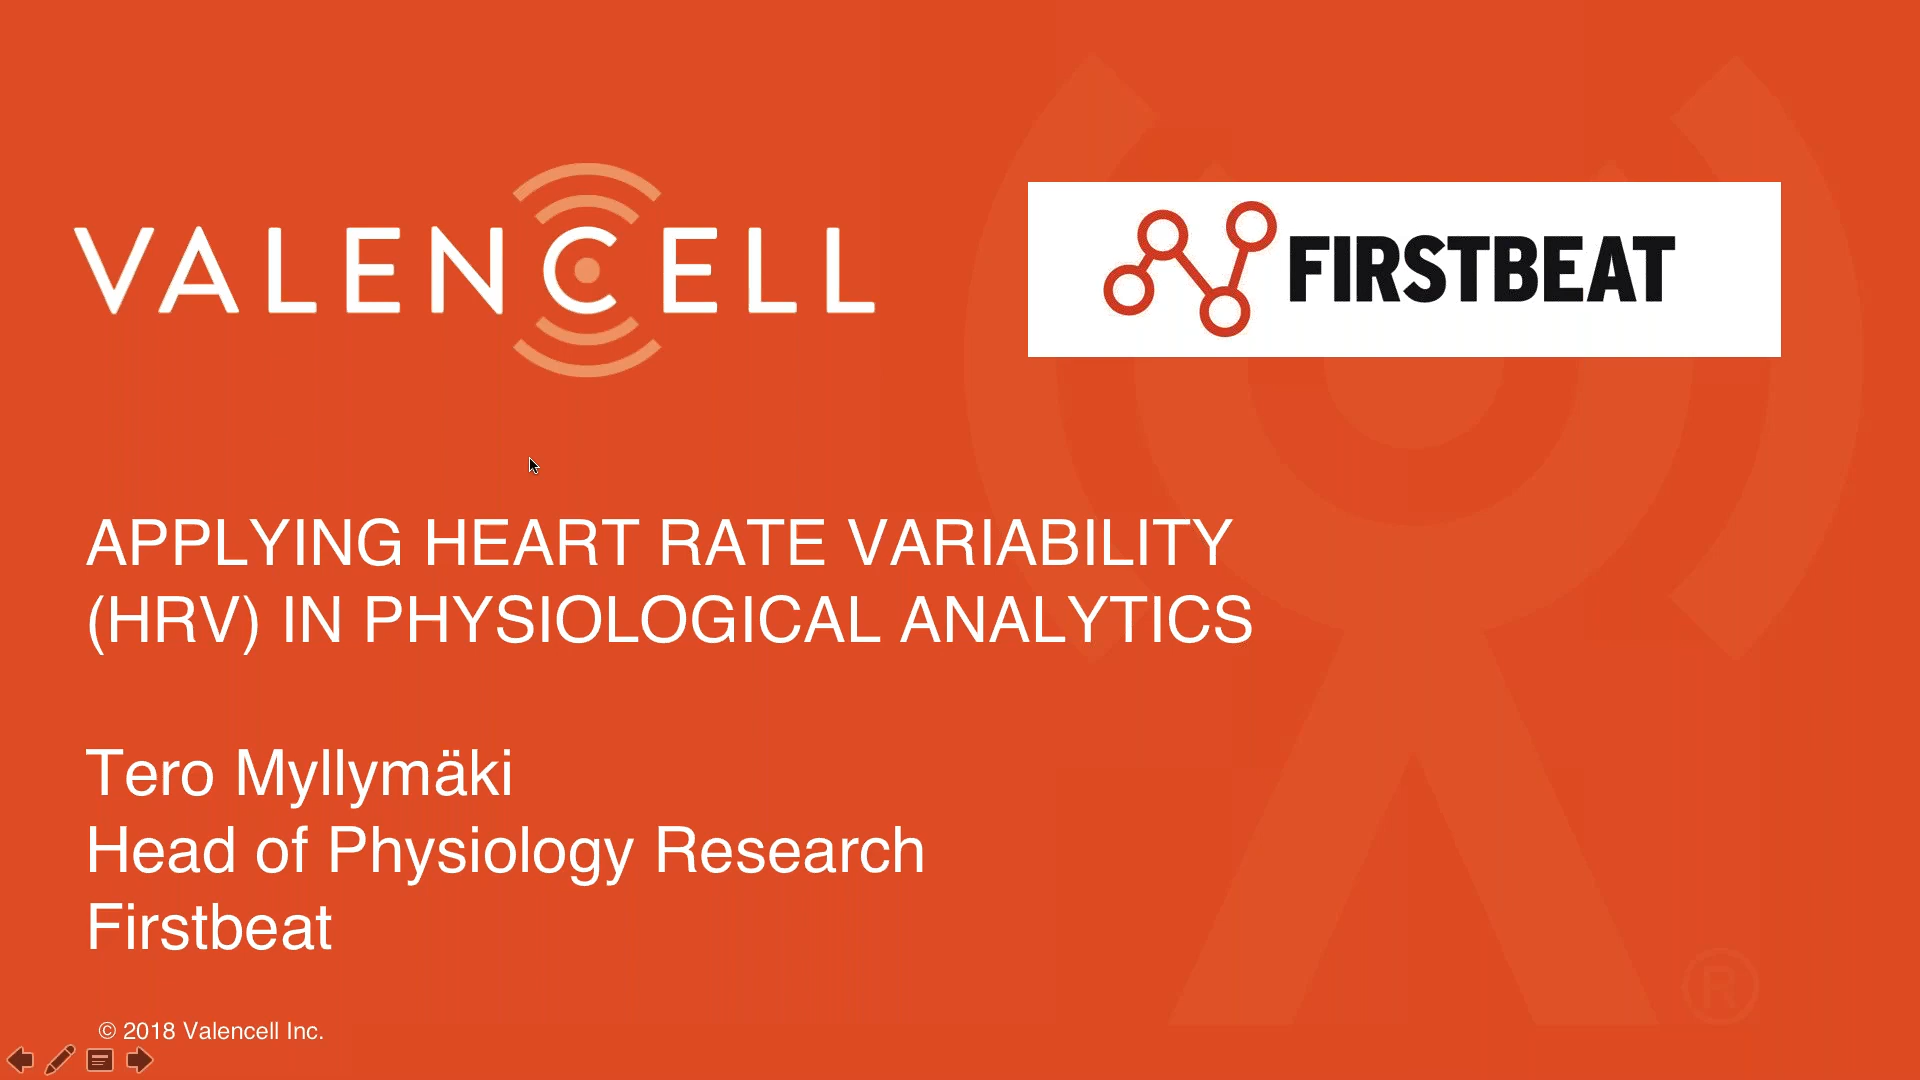 VALENCELL
FIRSTBEAT
APPLYING HEART RATE VARIABILITY
(HRV) IN PHYSIOLOGICAL ANALYTICS
Tero Myllymäki
Head of Physiology Research
Firstbeat
®
© 2018 Valencell Inc.